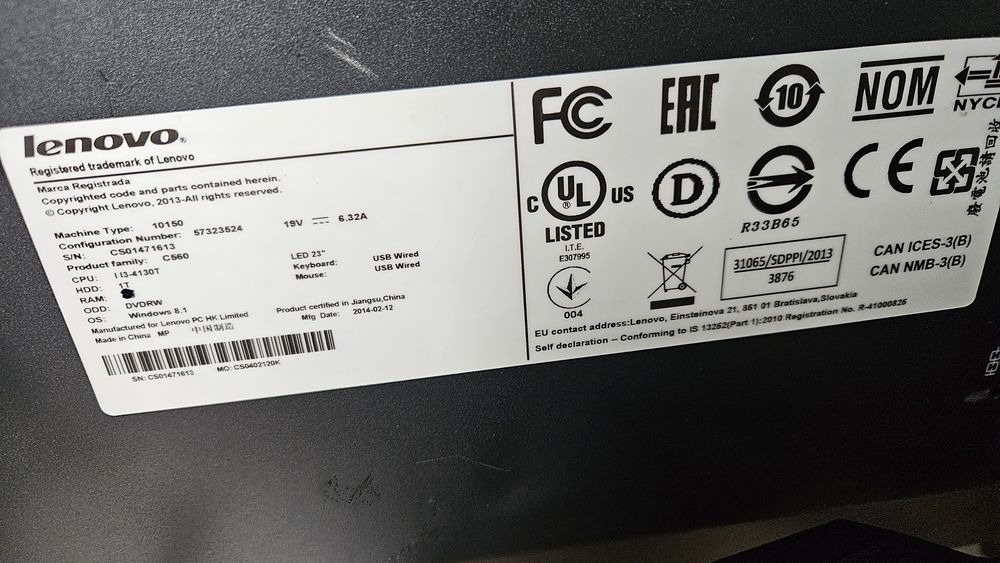 lenovo®
Registered trademark of Lenovo
Marca Registrada
Copyrighted code and parts contained herein.
© Copyright Lenovo, 2013-All rights reserved.
Machine Type: 10150 19V 6.32A
Configuration Number: 57323524
S/N: CS01471613
Product family: C560 LED 23"
CPU: I I3-4130T Keyboard: USB Wired
HDD: 1T Mouse: USB Wired
RAM:
ODD: DVDRW
OS: Windows 8.1
Manufactured for Lenovo PC HK Limited Product certified in Jiangsu,China
Made in China MP 中国制造 Mfg Date: 2014-02-12
SN: CS01471613 MO: CS0402120K
FC EAC 10 NOM
NYCE
C UL ® US D CE
LISTED R33B65
I.T.E.
E307995
廢電池請回收
004
31065/SDPPI/2013
3876
CAN ICES-3(B)
CAN NMB-3(B)
EU contact address:Lenovo, Einsteinova 21, 851 01 Bratislava,Slovakia
Self declaration -- Conforming to IS 13252(Part 1):2010 Registration No. R-41000825